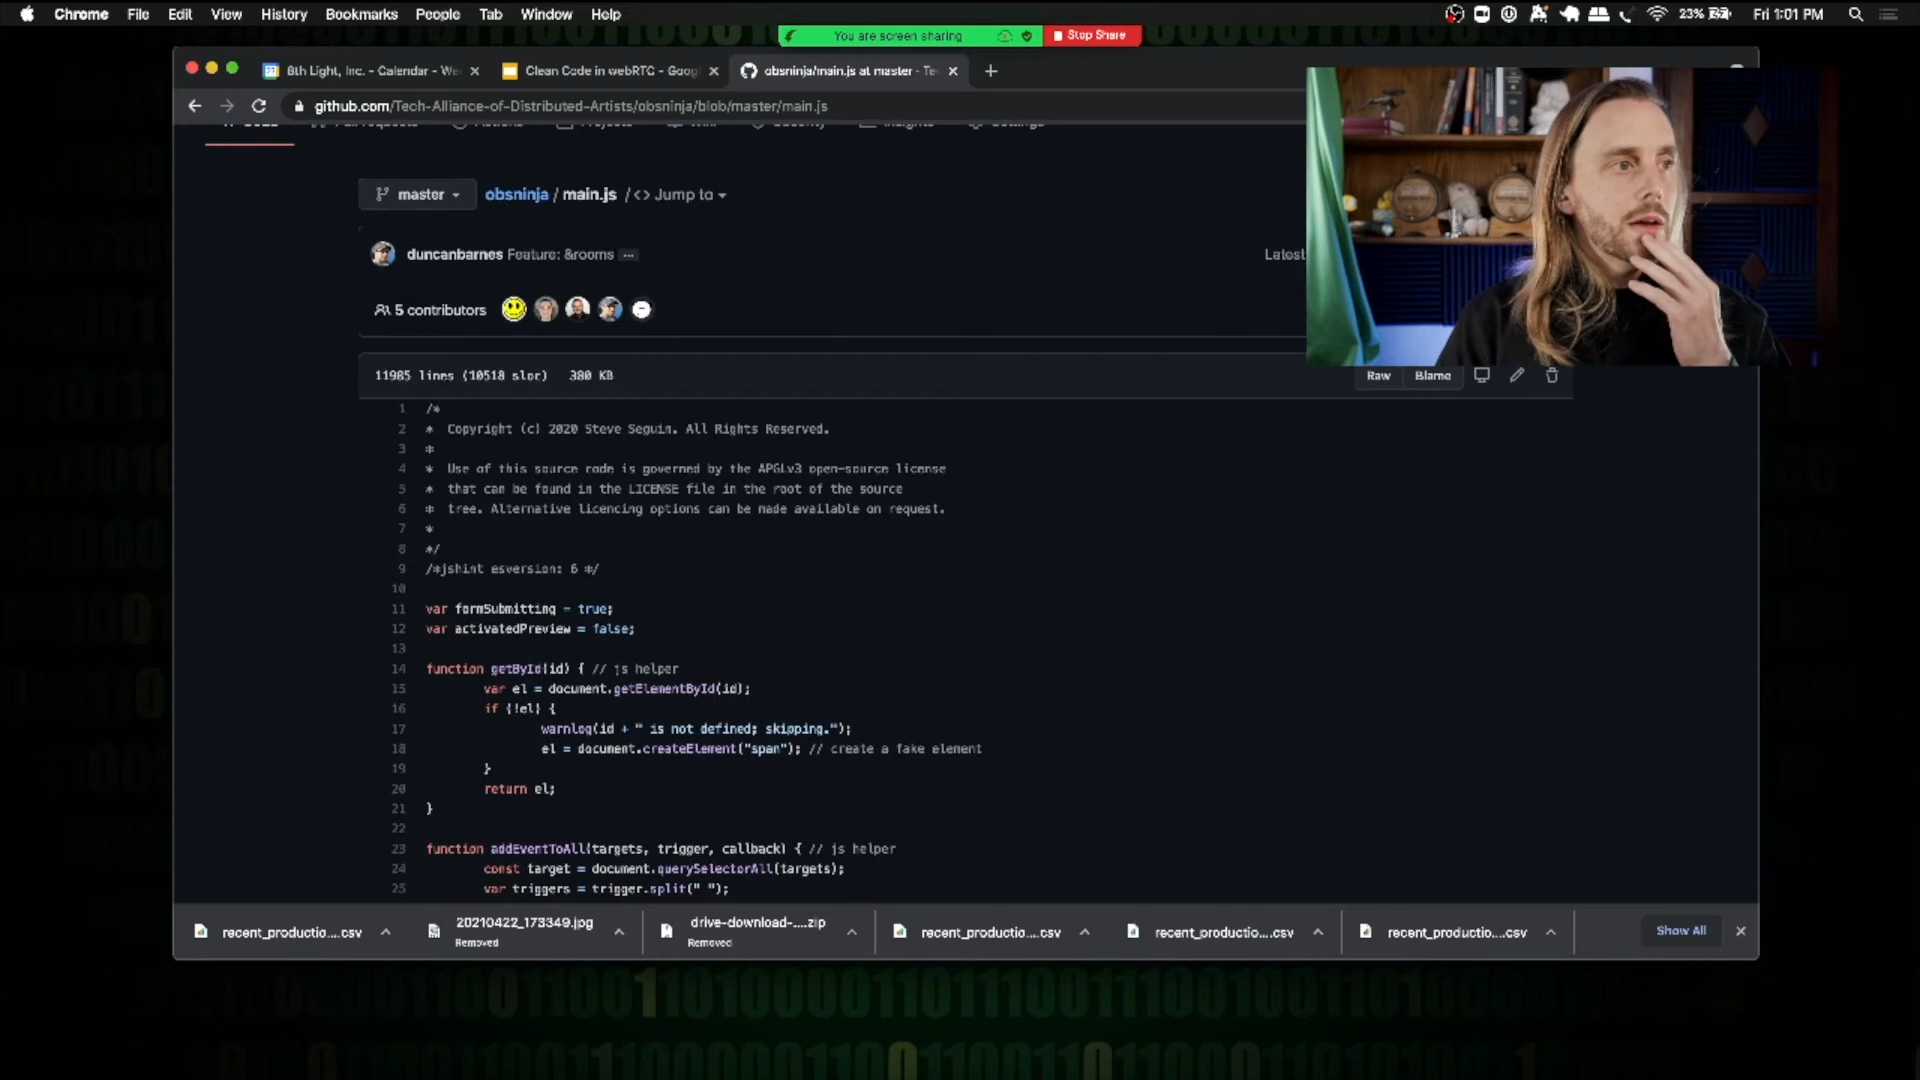 Chrome File Edit View History Bookmarks People Tab Window Help 23% Fri 1:01 PM
You are screen sharing Stop Share
8th Light, Inc. - Calendar - We Clean Code in webRTC - Goog obsninja/main.js at master - Te
github.com/Tech-Alliance-of-Distributed-Artists/obsninja/blob/master/main.js
master obsninja / main.js / <> Jump to
duncanbarnes Feature: &rooms ... Latest
5 contributors
11985 lines (10518 sloc) 380 KB Raw Blame
1 /*
2 * Copyright (c) 2020 Steve Seguin. All Rights Reserved.
3 *
4 * Use of this source code is governed by the APGLv3 open-source license
5 * that can be found in the LICENSE file in the root of the source
6 * tree. Alternative licencing options can be made available on request.
7 *
8 */
9 /*jshint esversion: 6 */
10
11 var formSubmitting = true;
12 var activatedPreview = false;
13
14 function getById(id) { // js helper
15 var el = document.getElementById(id);
16 if (!el) {
17 warnlog(id + " is not defined; skipping.");
18 el = document.createElement("span"); // create a fake element
19 }
20 return el;
21 }
22
23 function addEventToAll(targets, trigger, callback) { // js helper
24 const target = document.querySelectorAll(targets);
25 var triggers = trigger.split(" ");
recent_productio....csv 20210422_173349.jpg drive-download-....zip recent_productio....csv recent_productio....csv recent_productio....csv Show All
Removed Removed